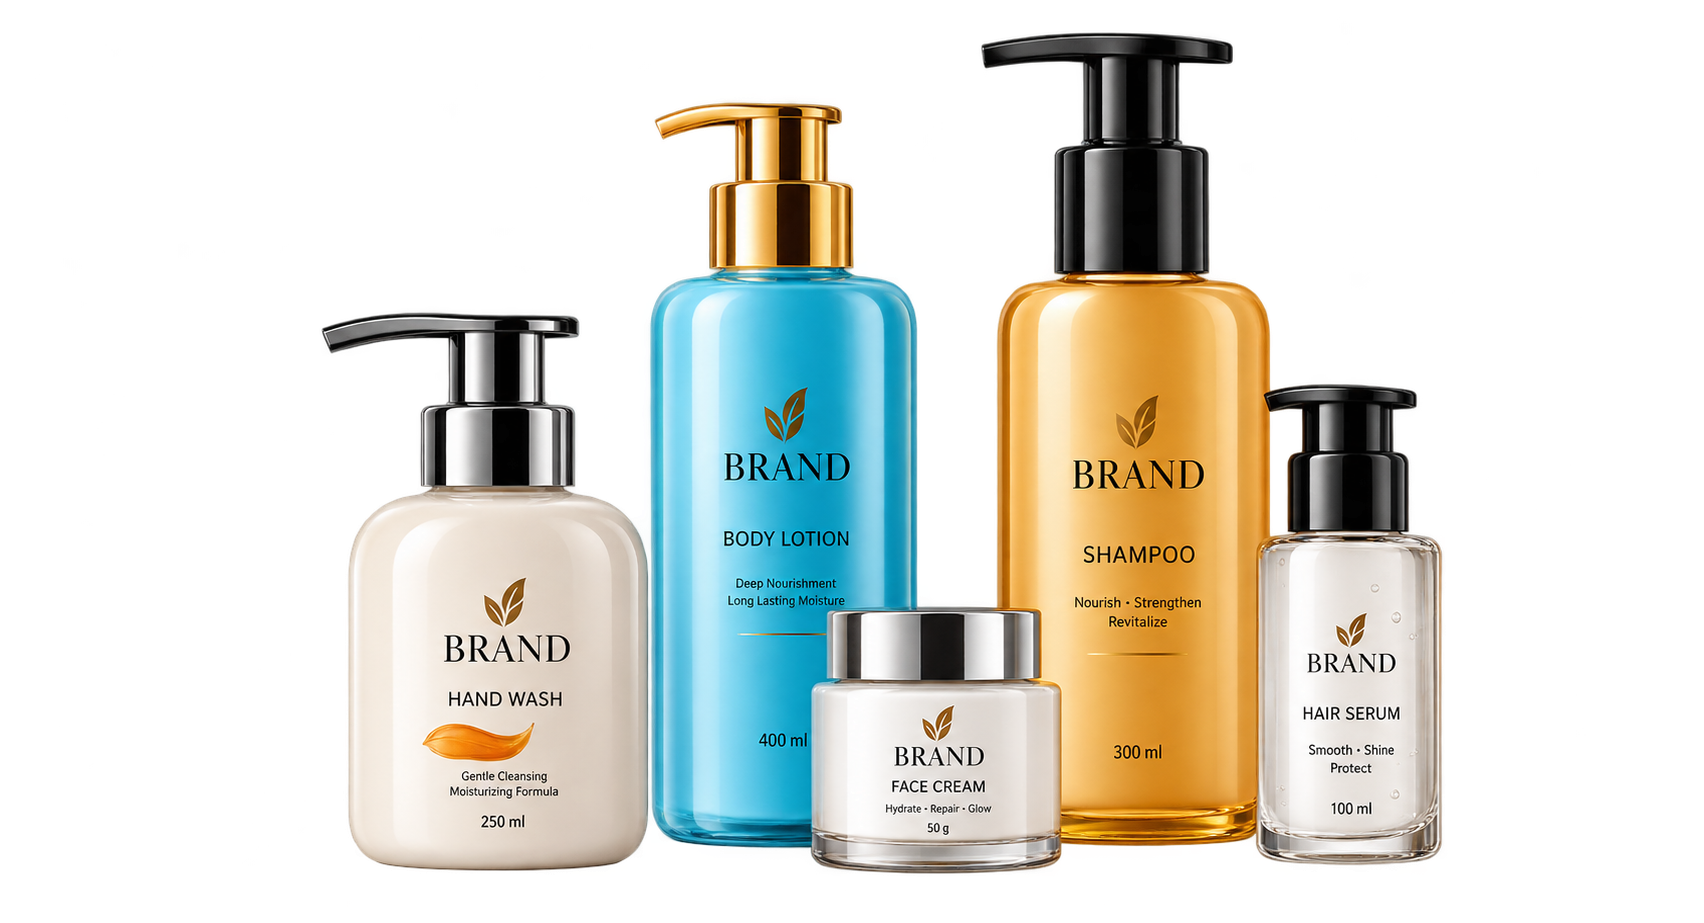 BRAND
HAND WASH
Gentle Cleansing
Moisturizing Formula
250 ml
BRAND
BODY LOTION
Deep Nourishment
Long Lasting Moisture
400 ml
BRAND
FACE CREAM
Hydrate • Repair • Glow
50 g
BRAND
SHAMPOO
Nourish • Strengthen
Revitalize
300 ml
BRAND
HAIR SERUM
Smooth • Shine
Protect
100 ml